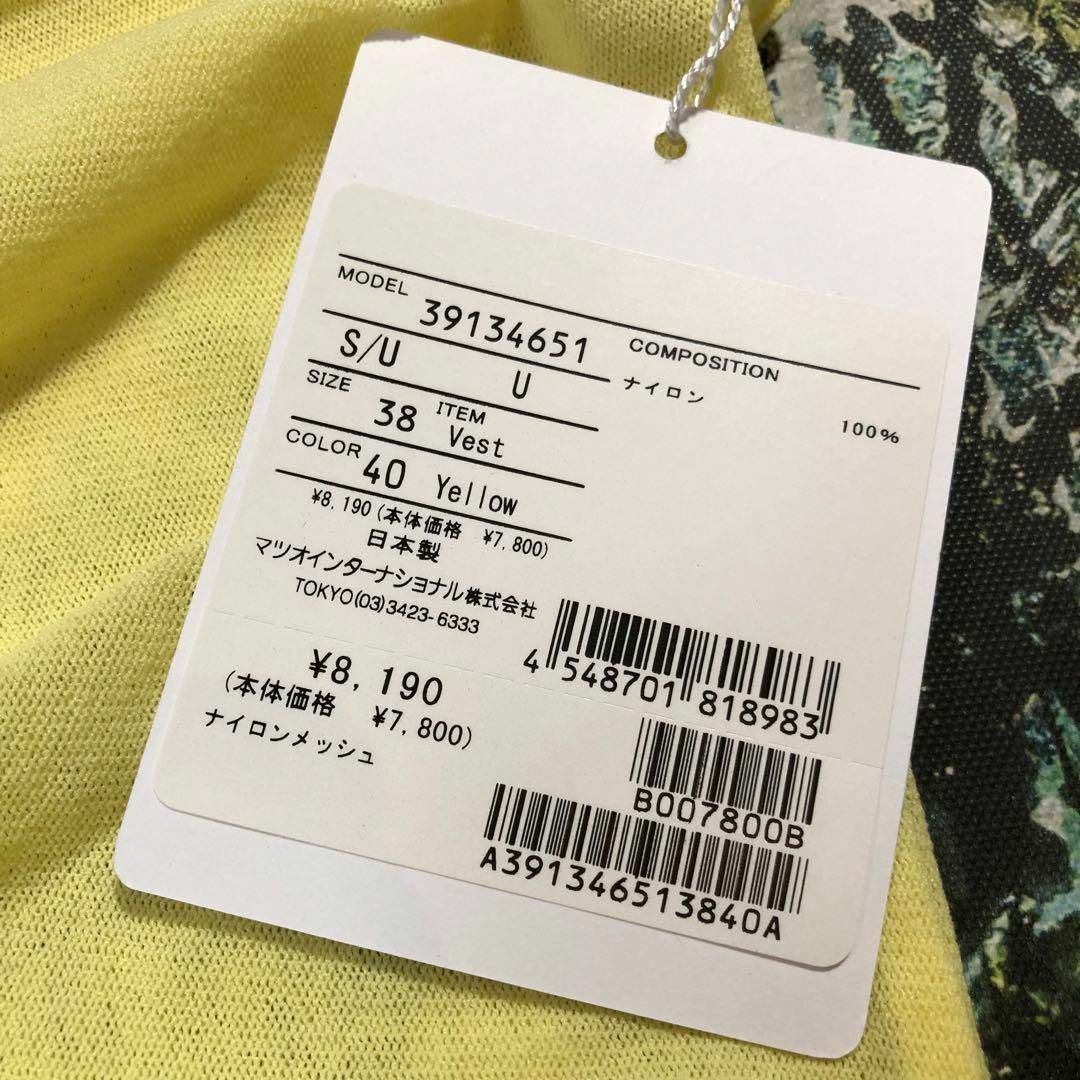 MODEL 39134651
S/U U
SIZE 38 ITEM Vest
COLOR 40 Yellow
¥8,190(本体価格 ¥7,800)
日本製
マツオインターナショナル株式会社
TOKYO(03)3423-6333
COMPOSITION
ナイロン 100%
4 548701 818983
¥8,190
(本体価格 ¥7,800)
ナイロンメッシュ
B007800B
A391346513840A